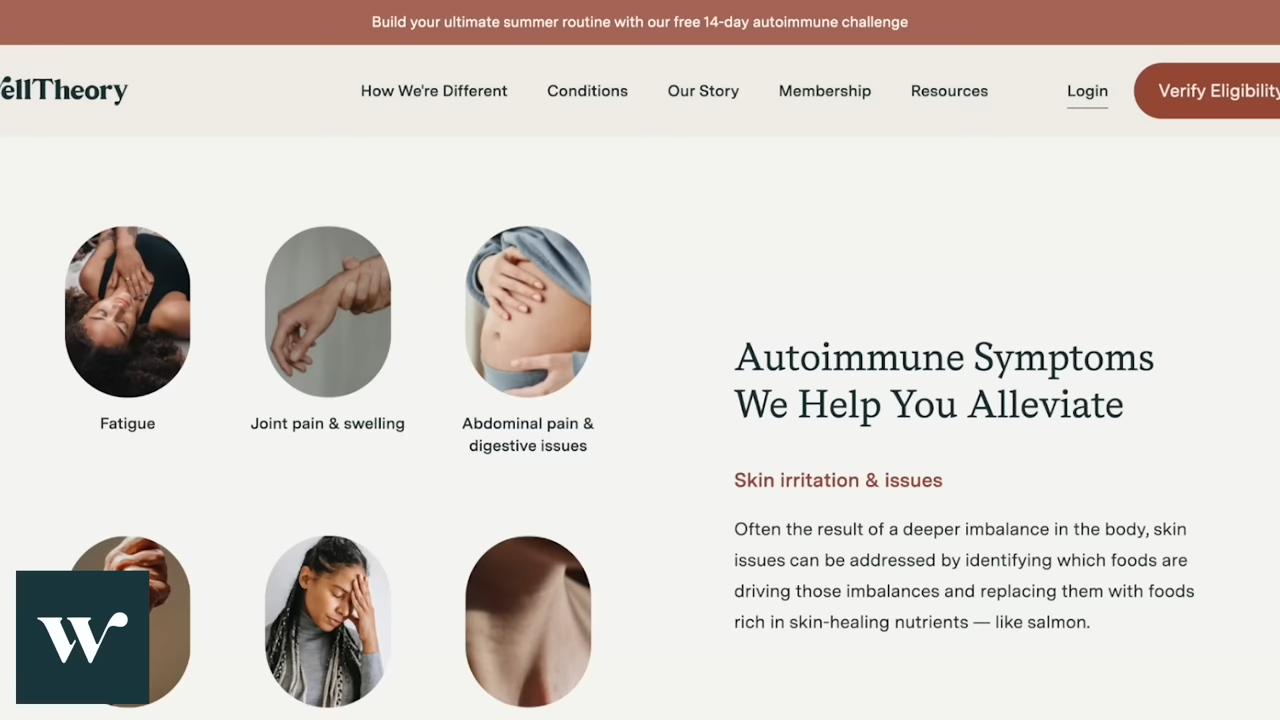 Build your ultimate summer routine with our free 14-day autoimmune challenge
ellTheory
How We're Different
Conditions
Our Story
Membership
Resources
Login
Verify Eligibility
Fatigue
Joint pain & swelling
Abdominal pain &
digestive issues
Autoimmune Symptoms
We Help You Alleviate
Skin irritation & issues
Often the result of a deeper imbalance in the body, skin
issues can be addressed by identifying which foods are
driving those imbalances and replacing them with foods
rich in skin-healing nutrients — like salmon.
w